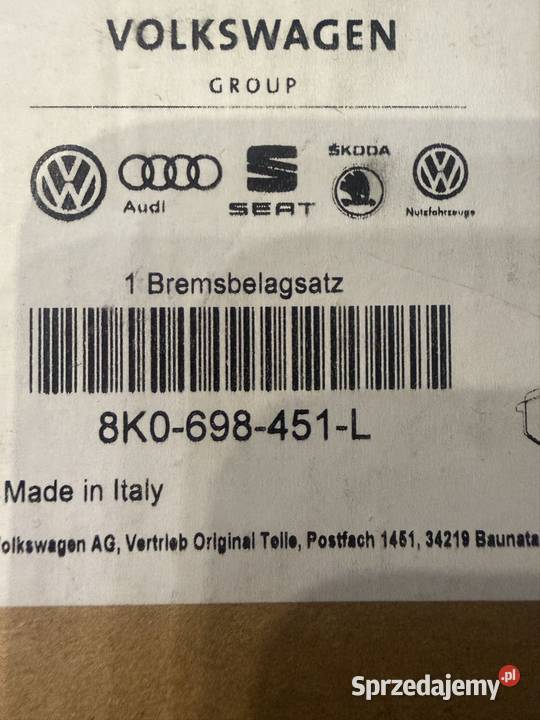 VOLKSWAGEN
GROUP
Audi
SEAT
ŠKODA
Nutzfahrzeuge
1 Bremsbelagsatz
8K0-698-451-L
Made in Italy
olkswagen AG, Vertrieb Original Teile, Postfach 1451, 34219 Baunata
Sprzedajemy.pl